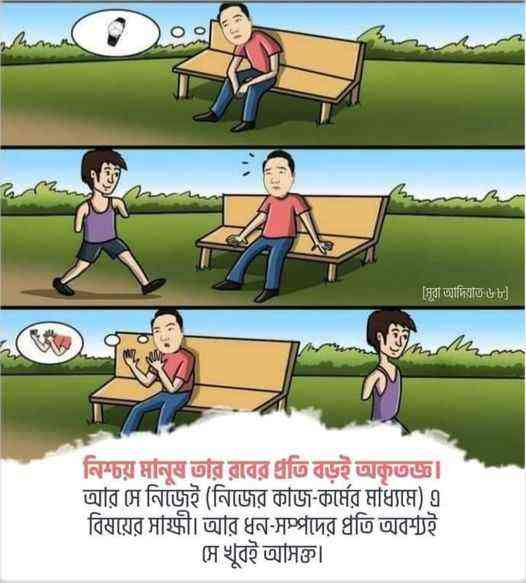 [সূরা আদিয়াত-৬-৮]
নিশ্চয় মানুষ তার রবের প্রতি বড়ই অকৃতজ্ঞ।
আর সে নিজেই (নিজের কাজ-কর্মের মাধ্যমে) এ
বিষয়ের সাক্ষী। আর ধন-সম্পদের প্রতি অবশ্যই
সে খুবই আসক্ত।